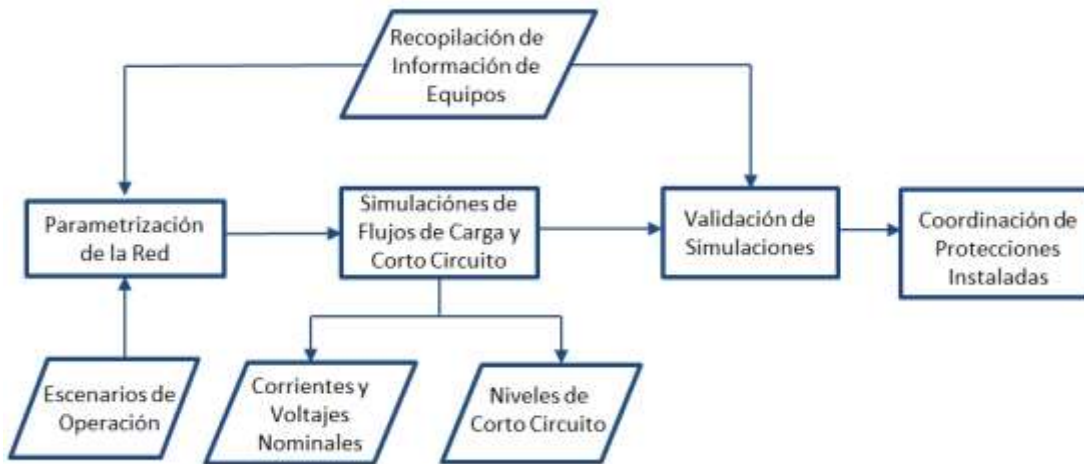 Recopilación de
Información de
Equipos
Parametrización
de la Red
Simulaciónes de
Flujos de Carga y
Corto Circuito
Validación de
Simulaciones
Coordinación de
Protecciones
Instaladas
Escenarios de
Operación
Corrientes y
Voltajes
Nominales
Niveles de
Corto Circuito